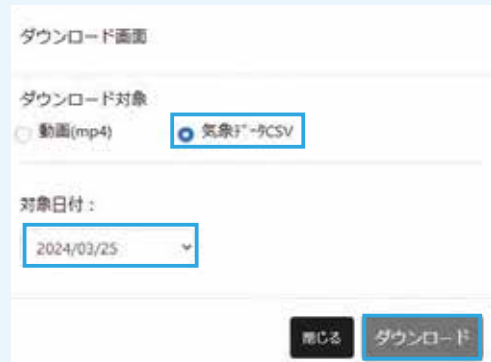 ダウンロード画面
ダウンロード対象
動画(mp4)
気象ﾃﾞｰﾀCSV
対象日付：
2024/03/25
閉じる
ダウンロード